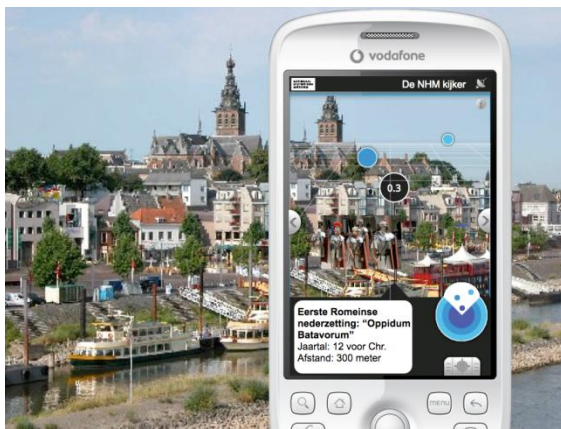 vodafone
De NHM kijker
0.3
Eerste Romeinse
nederzetting: "Oppidum
Batavorum"
Jaartal: 12 voor Chr.
Afstand: 300 meter
MENU